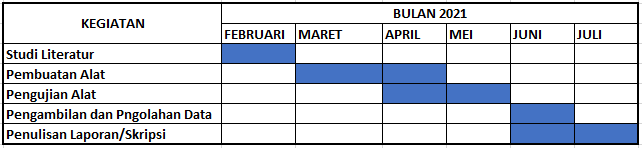 KEGIATAN
BULAN 2021
FEBRUARI MARET APRIL MEI JUNI JULI
Studi Literatur
Pembuatan Alat
Pengujian Alat
Pengambilan dan Pngolahan Data
Penulisan Laporan/Skripsi